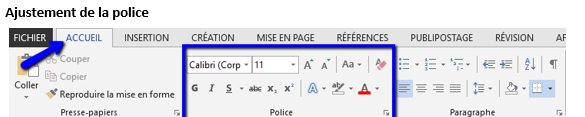 Ajustement de la police
FICHIER ACCUEIL INSERTION CRÉATION MISE EN PAGE RÉFÉRENCES PUBLIPOSTAGE RÉVISION
Coller
Couper
Copier
Reproduire la mise en forme
Presse-papiers
Calibri (Corp 11 A A Aa A
G I S abc x₂ x² A ab A
Police
A Z
Paragraphe